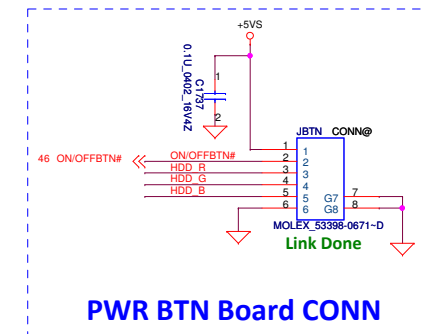 +5VS
0.1U_0402_16V4Z
C1737
1
2
JBTN CONN@
46 ON/OFFBTN# ON/OFFBTN#
HDD_R
HDD_G
HDD_B
1 1
2 2
3 3
4 4
5 5 G7 7
6 6 G8 8
MOLEX_53398-0671~D
Link Done
PWR BTN Board CONN